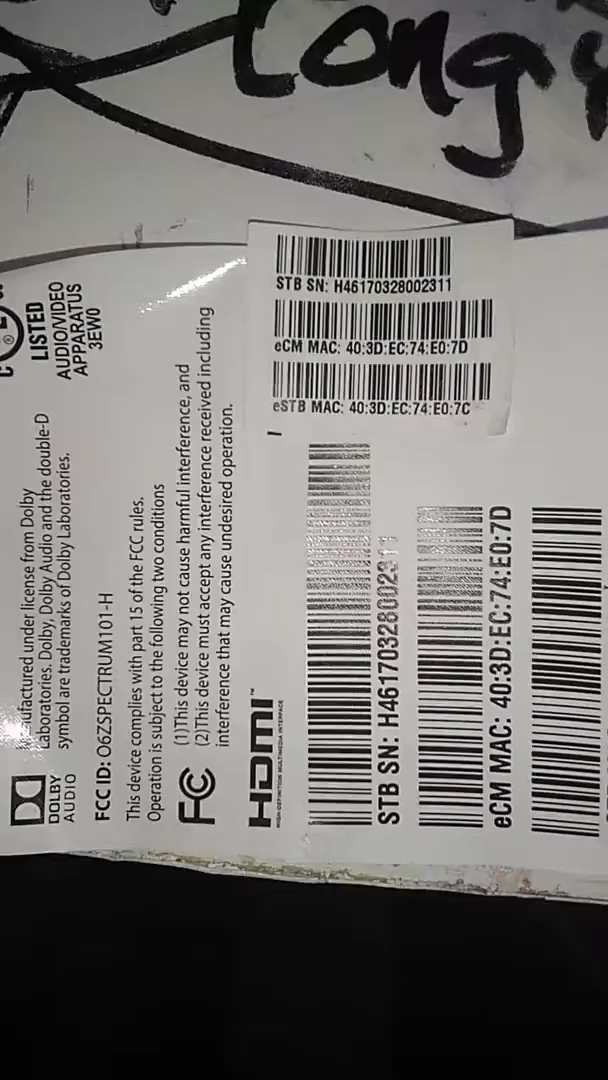 Congy
STB SN: H46170328002311
eCM MAC: 40:3D:EC:74:E0:7D
eSTB MAC: 40:3D:EC:74:E0:7C
LISTED
AUDIO/VIDEO
APPARATUS
3EW0
Laboratories. Dolby, Dolby Audio and the double-D
symbol are trademarks of Dolby Laboratories.
under license from Dolby
DOLBY
AUDIO
FCC ID: O6ZSPECTRUM101-H
This device complies with part 15 of the FCC rules.
Operation is subject to the following two conditions
(1)This device may not cause harmful interference, and
(2)This device must accept any interference received including
interference that may cause undesired operation.
FC
HDMI™
HIGH-DEFINITION MULTIMEDIA INTERFACE
STB SN: H46170328002311
eCM MAC: 40:3D:EC:74:E0:7D